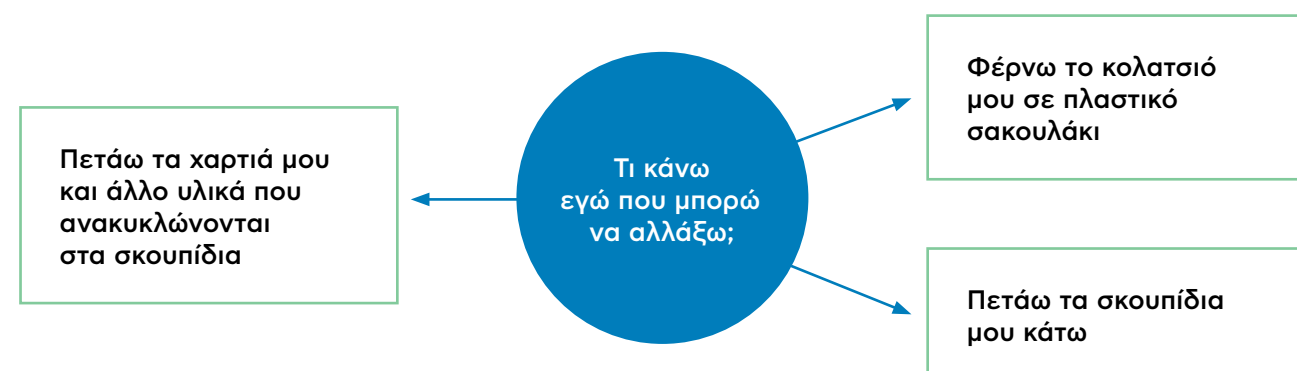 Πετάω τα χαρτιά μου
και άλλο υλικά που
ανακυκλώνονται
στα σκουπίδια
Τι κάνω
εγώ που μπορώ
να αλλάξω;
Φέρνω το κολατσιό
μου σε πλαστικό
σακουλάκι
Πετάω τα σκουπίδια
μου κάτω